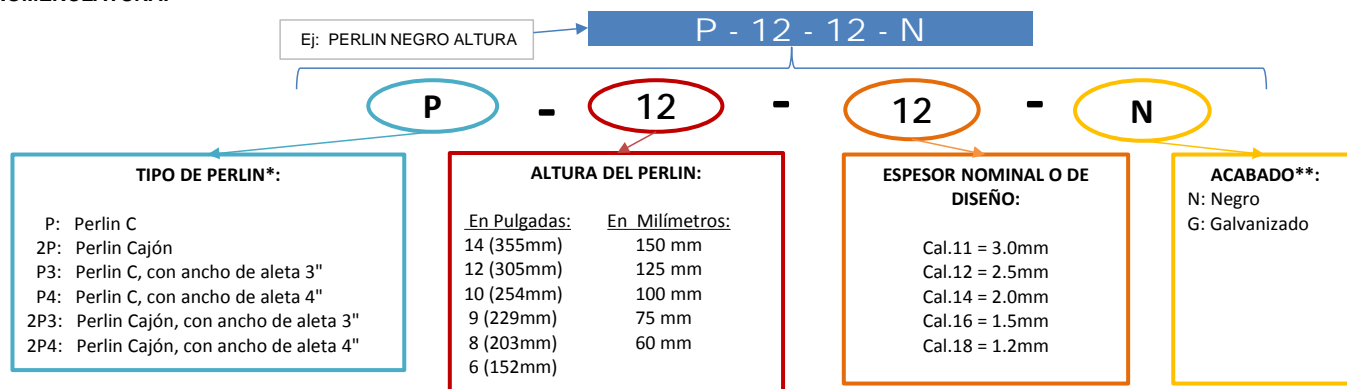 NOMENCLATURA:
Ej: PERLIN NEGRO ALTURA
P - 12 - 12 - N
P - 12 - 12 - N
TIPO DE PERLIN*:
P: Perlin C
2P: Perlin Cajón
P3: Perlin C, con ancho de aleta 3"
P4: Perlin C, con ancho de aleta 4"
2P3: Perlin Cajón, con ancho de aleta 3"
2P4: Perlin Cajón, con ancho de aleta 4"
ALTURA DEL PERLIN:
En Pulgadas: En Milímetros:
14 (355mm) 150 mm
12 (305mm) 125 mm
10 (254mm) 100 mm
9 (229mm) 75 mm
8 (203mm) 60 mm
6 (152mm)
ESPESOR NOMINAL O DE
DISEÑO:
Cal.11 = 3.0mm
Cal.12 = 2.5mm
Cal.14 = 2.0mm
Cal.16 = 1.5mm
Cal.18 = 1.2mm
ACABADO**:
N: Negro
G: Galvanizado